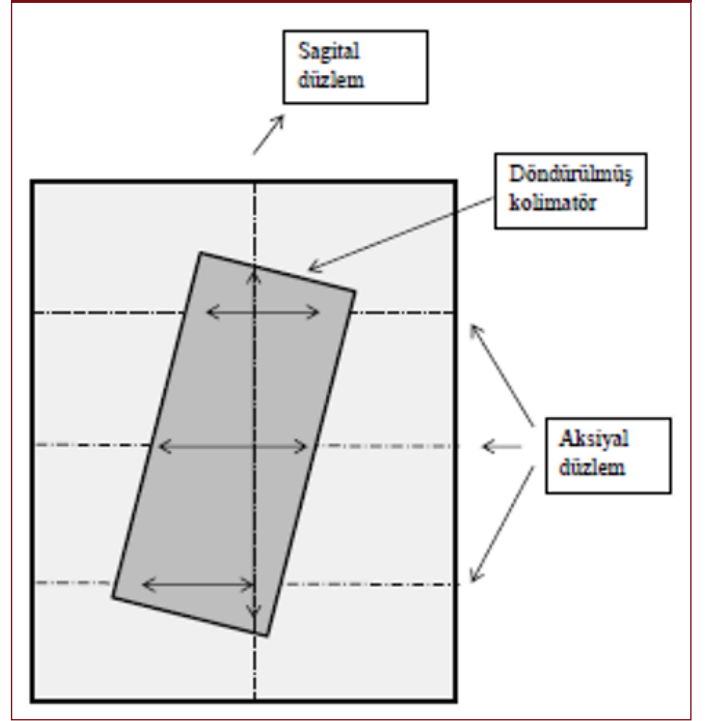 Sagital
düzlem
Döndürülmüş
kolimatör
Aksiyal
düzlem